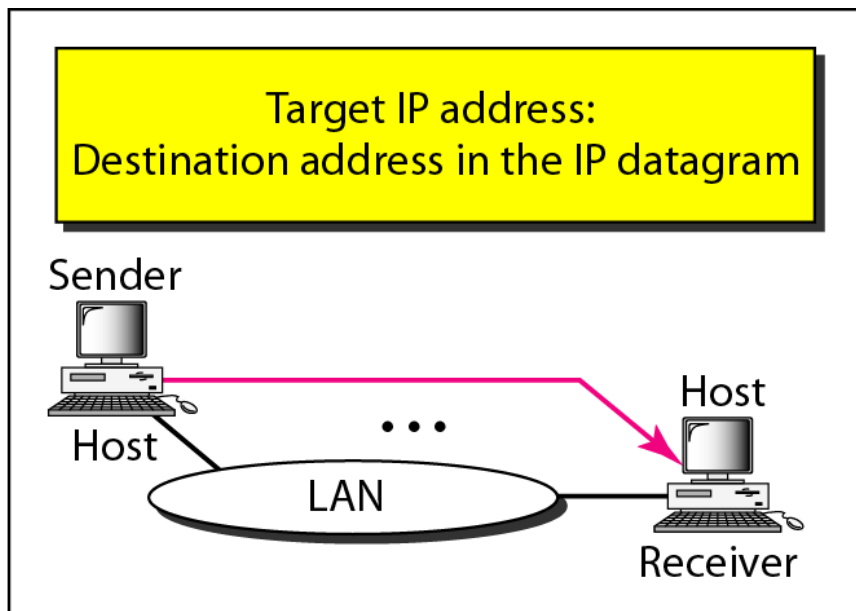 Target IP address:
Destination address in the IP datagram
Sender
Host
Host
LAN
Receiver